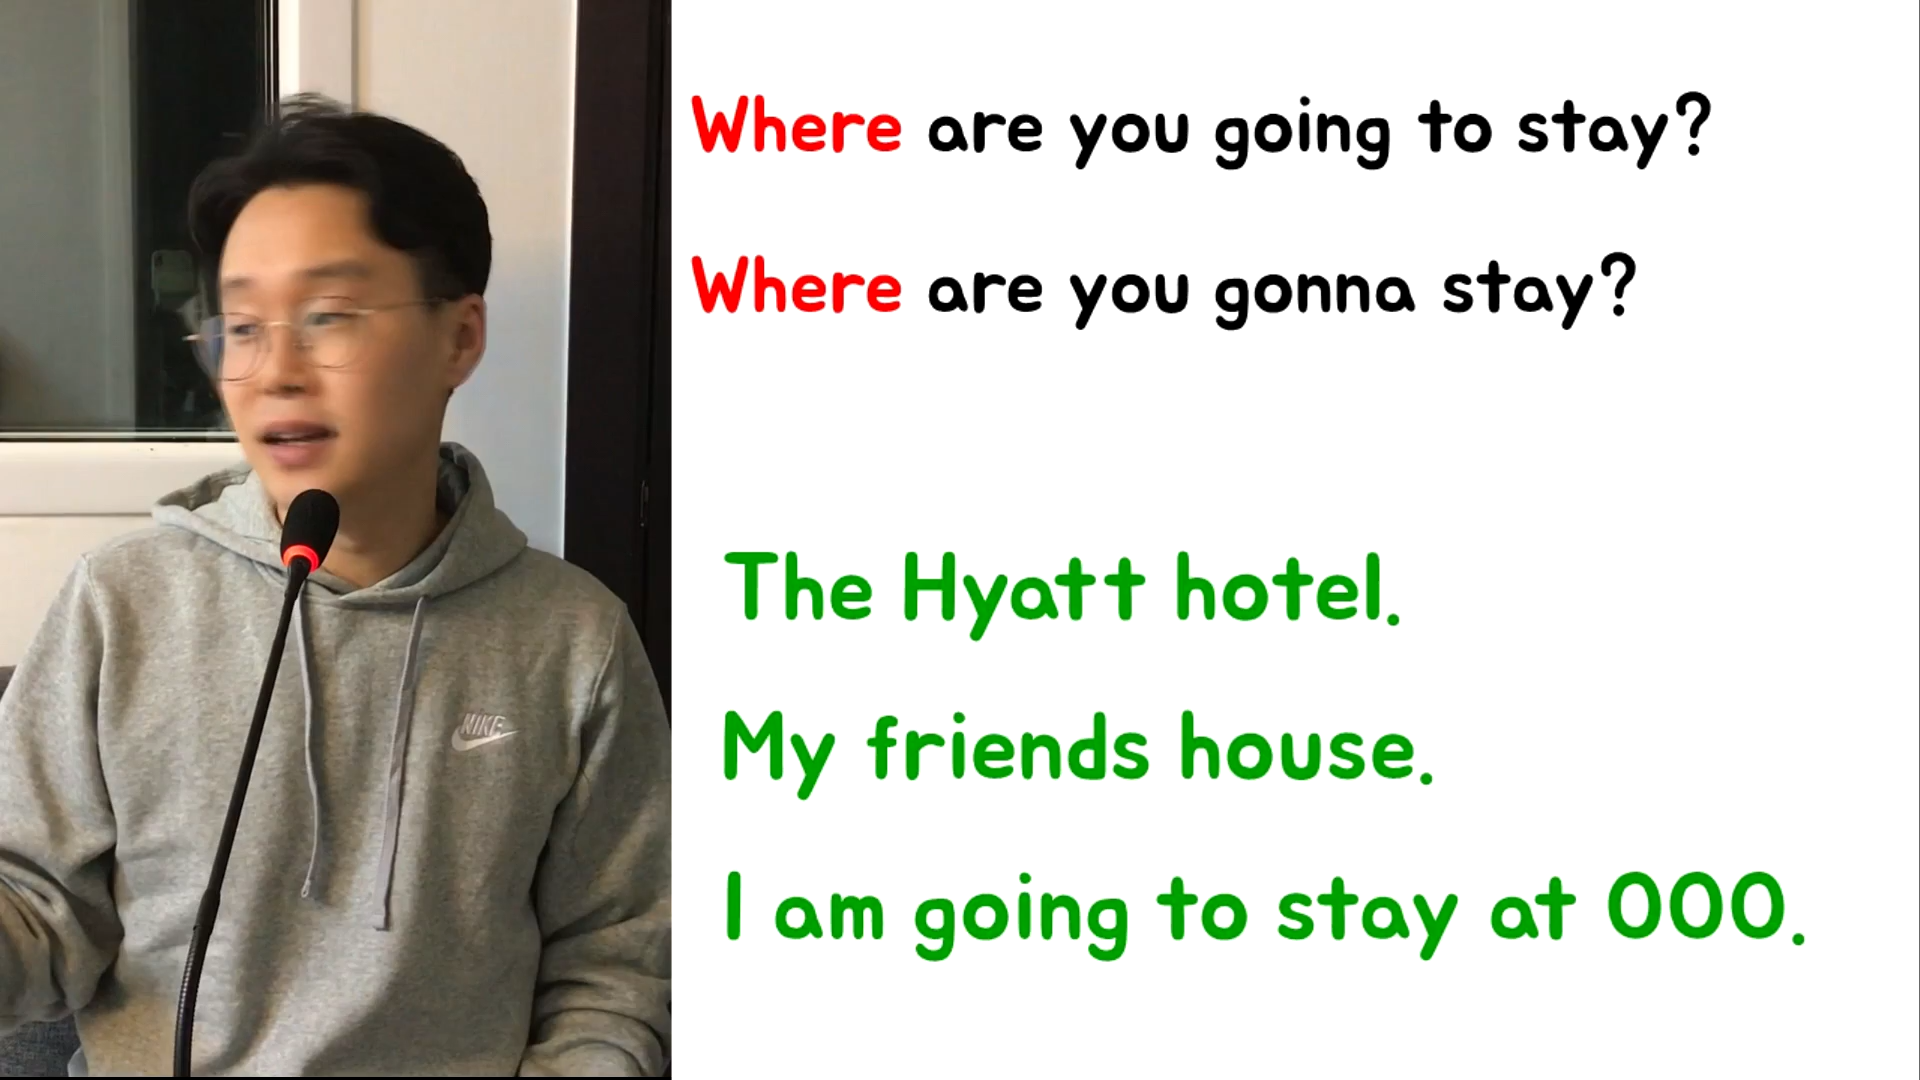 Where are you going to stay?
Where are you gonna stay?
The Hyatt hotel.
My friends house.
I am going to stay at OOO.
NIKE